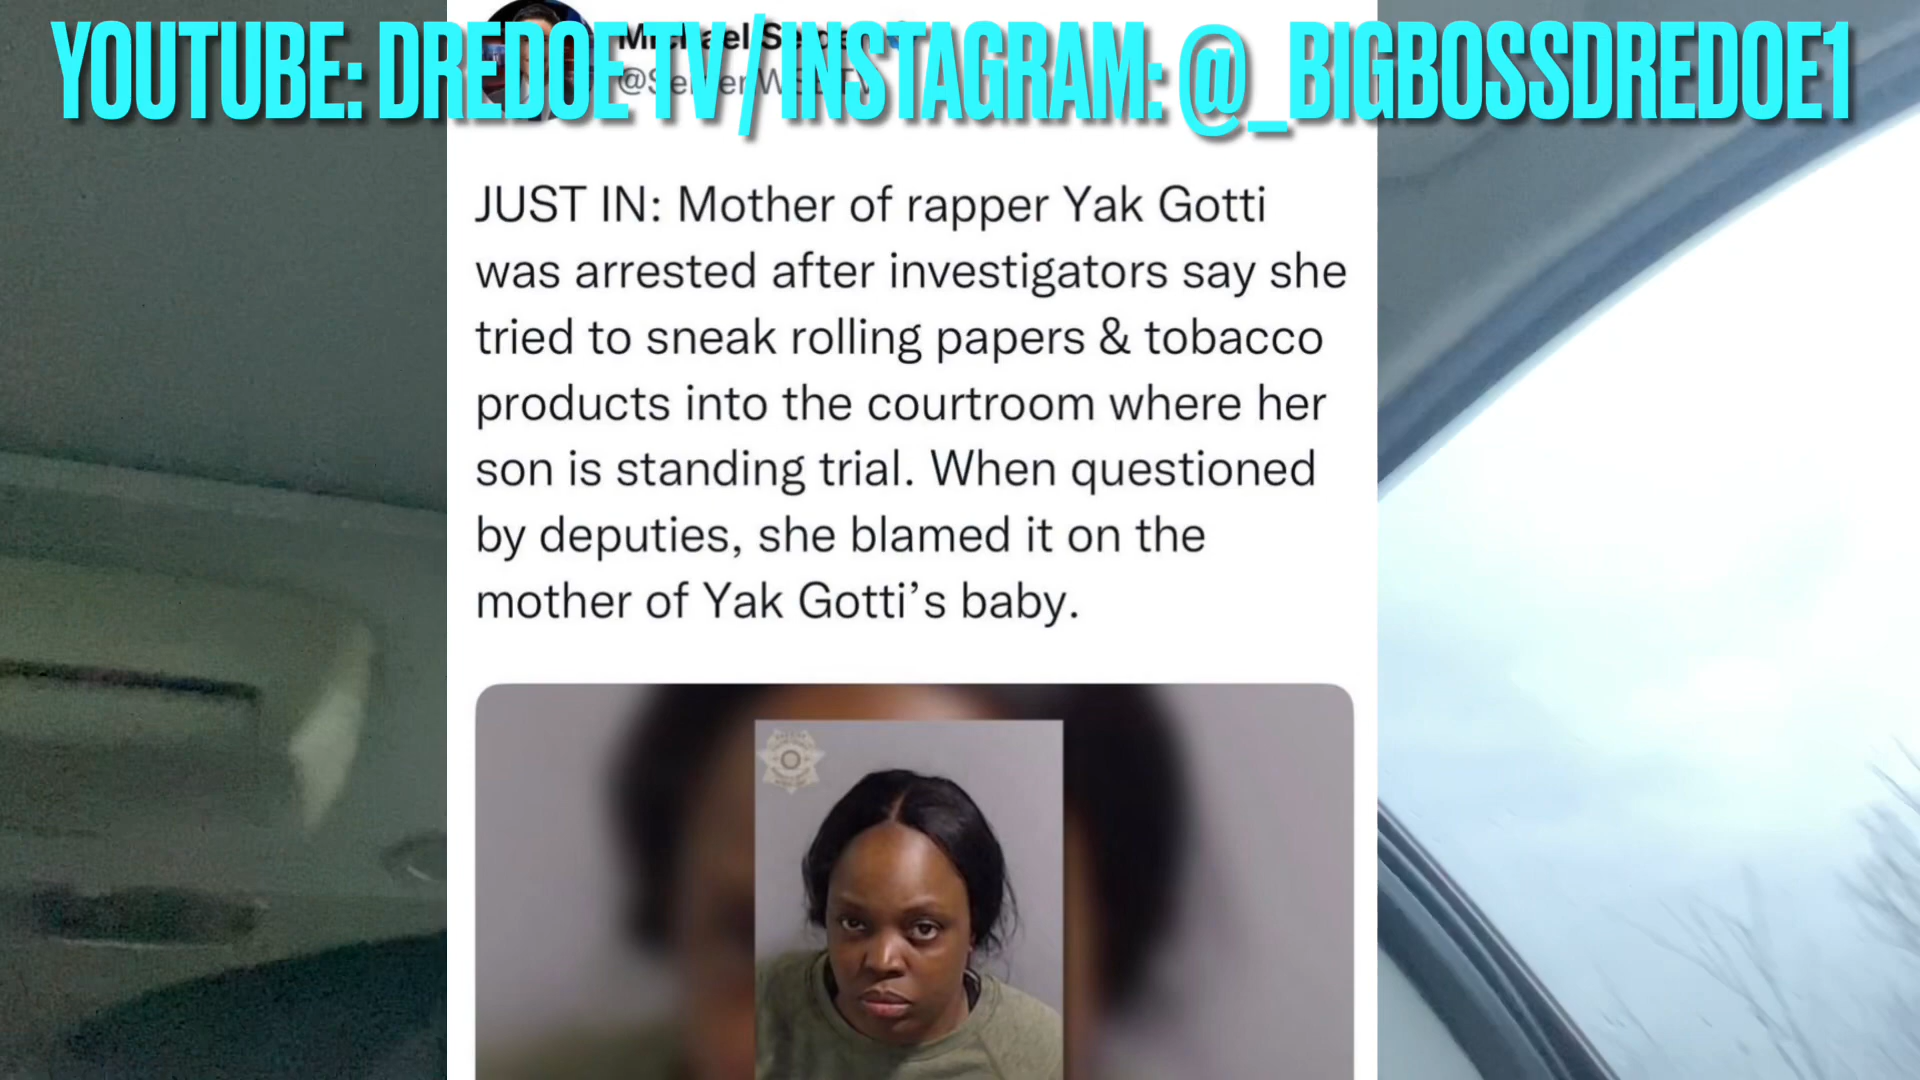 YOUTUBE: DREDOE TV / INSTAGRAM: @_BIGBOSSDREDOE1
JUST IN: Mother of rapper Yak Gotti
was arrested after investigators say she
tried to sneak rolling papers & tobacco
products into the courtroom where her
son is standing trial. When questioned
by deputies, she blamed it on the
mother of Yak Gotti’s baby.